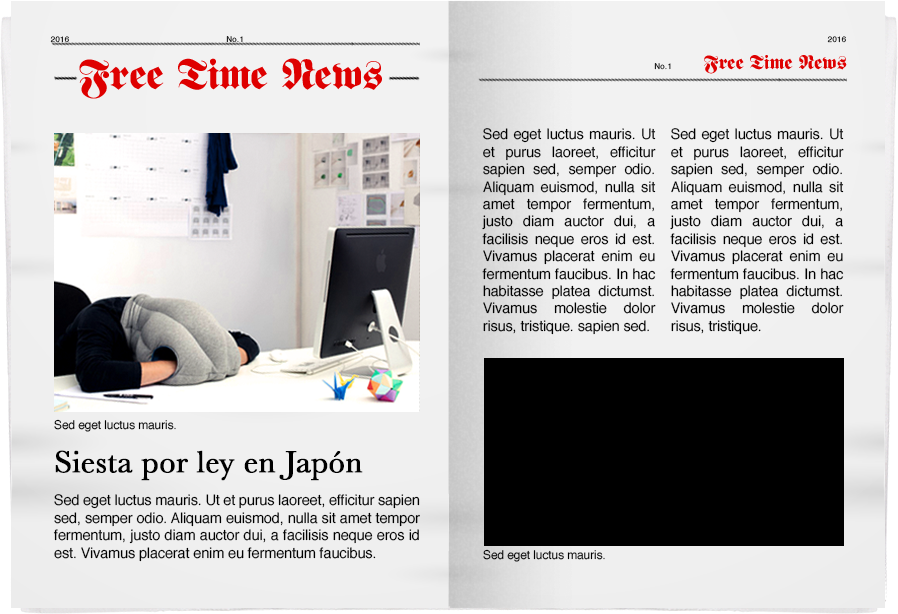 2016
No.1
Free Time News
Sed eget luctus mauris.
Siesta por ley en Japón
Sed eget luctus mauris. Ut et purus laoreet, efficitur sapien
sed, semper odio. Aliquam euismod, nulla sit amet tempor
fermentum, justo diam auctor dui, a facilisis neque eros id
est. Vivamus placerat enim eu fermentum faucibus.
2016
No.1
Free Time News
Sed eget luctus mauris. Ut
et purus laoreet, efficitur
sapien sed, semper odio.
Aliquam euismod, nulla sit
amet tempor fermentum,
justo diam auctor dui, a
facilisis neque eros id est.
Vivamus placerat enim eu
fermentum faucibus. In hac
habitasse platea dictumst.
Vivamus molestie dolor
risus, tristique. sapien sed.
Sed eget luctus mauris. Ut
et purus laoreet, efficitur
sapien sed, semper odio.
Aliquam euismod, nulla sit
amet tempor fermentum,
justo diam auctor dui, a
facilisis neque eros id est.
Vivamus placerat enim eu
fermentum faucibus. In hac
habitasse platea dictumst.
Vivamus molestie dolor
risus, tristique.
Sed eget luctus mauris.